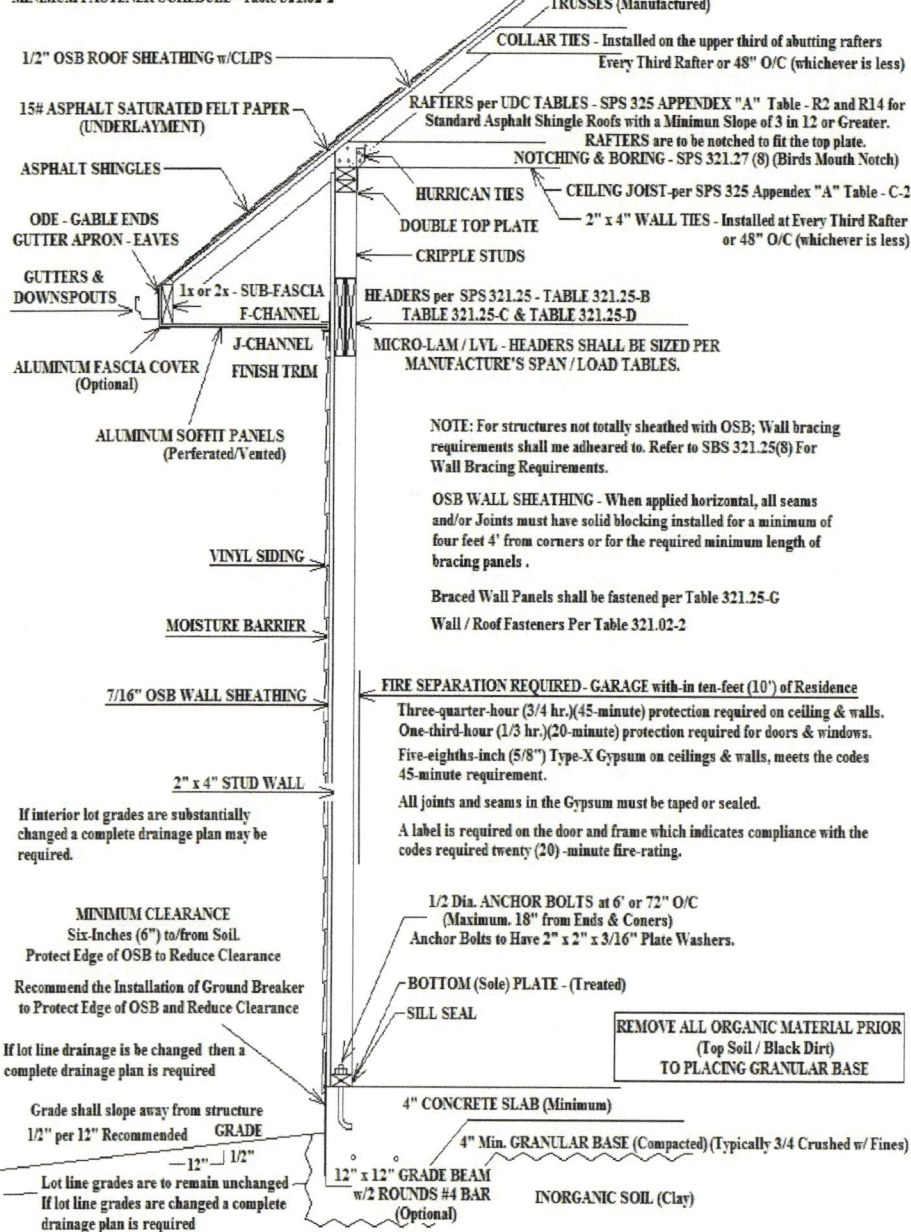 MINIMUM FASTENER SCHEDULE - Table 321.02-2
TRUSSES (Manufactured)
COLLAR TIES - Installed on the upper third of abutting rafters
Every Third Rafter or 48" O/C (whichever is less)
1/2" OSB ROOF SHEATHING w/CLIPS
15# ASPHALT SATURATED FELT PAPER
(UNDERLAYMENT)
RAFTERS per UDC TABLES - SPS 325 APPENDEX "A" Table - R2 and R14 for
Standard Asphalt Shingle Roofs with a Minimun Slope of 3 in 12 or Greater.
RAFTERS are to be notched to fit the top plate.
NOTCHING & BORING - SPS 321.27 (8) (Birds Mouth Notch)
ASPHALT SHINGLES
HURRICAN TIES
CEILING JOIST-per SPS 325 Appendex "A" Table - C-2
DOUBLE TOP PLATE
2" x 4" WALL TIES - Installed at Every Third Rafter
or 48" O/C (whichever is less)
ODE - GABLE ENDS
GUTTER APRON - EAVES
CRIPPLE STUDS
GUTTERS &
DOWNSPOUTS
1x or 2x - SUB-FASCIA
F-CHANNEL
HEADERS per SPS 321.25 - TABLE 321.25-B
TABLE 321.25-C & TABLE 321.25-D
J-CHANNEL
FINISH TRIM
MICRO-LAM / LVL - HEADERS SHALL BE SIZED PER
MANUFACTURE'S SPAN / LOAD TABLES.
ALUMINUM FASCIA COVER
(Optional)
ALUMINUM SOFFIT PANELS
(Perferated/Vented)
NOTE: For structures not totally sheathed with OSB; Wall bracing
requirements shall me adheared to. Refer to SBS 321.25(8) For
Wall Bracing Requirements.
OSB WALL SHEATHING - When applied horizontal, all seams
and/or Joints must have solid blocking installed for a minimum of
four feet 4' from corners or for the required minimum length of
bracing panels .
VINYL SIDING
Braced Wall Panels shall be fastened per Table 321.25-G
MOISTURE BARRIER
Wall / Roof Fasteners Per Table 321.02-2
7/16" OSB WALL SHEATHING
FIRE SEPARATION REQUIRED - GARAGE with-in ten-feet (10') of Residence
Three-quarter-hour (3/4 hr.)(45-minute) protection required on ceiling & walls.
One-third-hour (1/3 hr.)(20-minute) protection required for doors & windows.
Five-eighths-inch (5/8") Type-X Gypsum on ceilings & walls, meets the codes
45-minute requirement.
All joints and seams in the Gypsum must be taped or sealed.
A label is required on the door and frame which indicates compliance with the
codes required twenty (20) -minute fire-rating.
2" x 4" STUD WALL
If interior lot grades are substantially
changed a complete drainage plan may be
required.
1/2 Dia. ANCHOR BOLTS at 6' or 72" O/C
(Maximum. 18" from Ends & Coners)
Anchor Bolts to Have 2" x 2" x 3/16" Plate Washers.
MINIMUM CLEARANCE
Six-Inches (6") to/from Soil.
Protect Edge of OSB to Reduce Clearance
Recommend the Installation of Ground Breaker
to Protect Edge of OSB and Reduce Clearance
BOTTOM (Sole) PLATE - (Treated)
SILL SEAL
REMOVE ALL ORGANIC MATERIAL PRIOR
(Top Soil / Black Dirt)
TO PLACING GRANULAR BASE
If lot line drainage is be changed then a
complete drainage plan is required
4" CONCRETE SLAB (Minimum)
Grade shall slope away from structure
1/2" per 12" Recommended
GRADE
4" Min. GRANULAR BASE (Compacted) (Typically 3/4 Crushed w/ Fines)
12"
1/2"
Lot line grades are to remain unchanged
If lot line grades are changed a complete
drainage plan is required
12" x 12" GRADE BEAM
w/2 ROUNDS #4 BAR
(Optional)
INORGANIC SOIL (Clay)